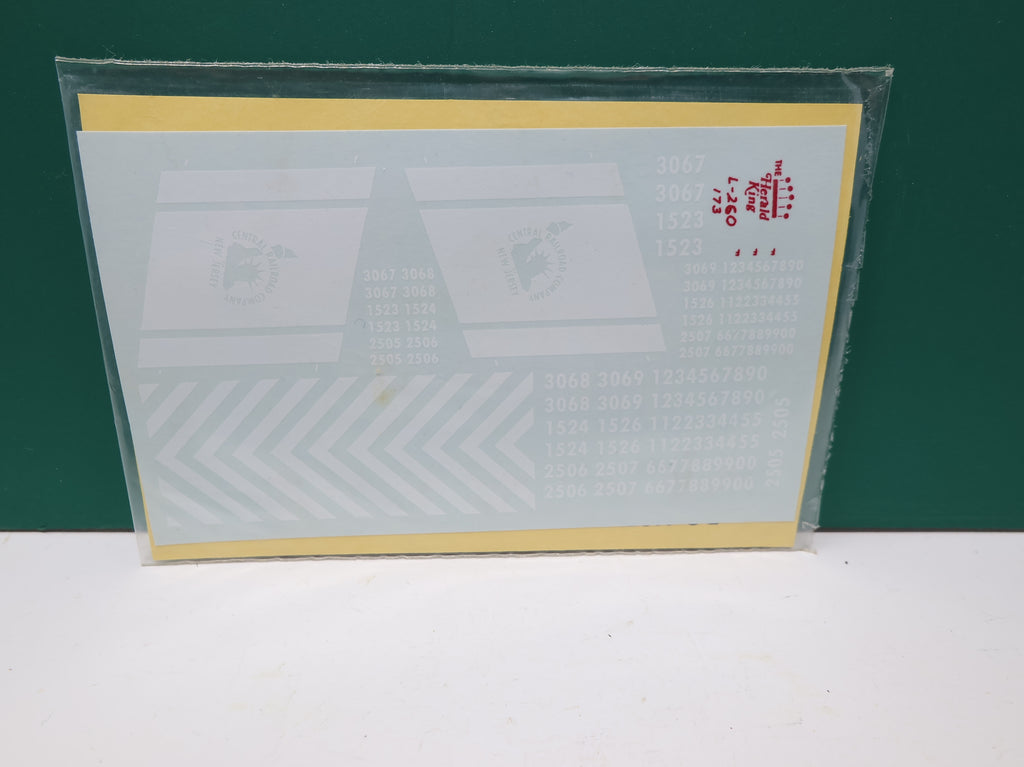 3067
3067
1523
1523
THE
Herald
King
L-260
173
CENTRAL RAILROAD COMPANY
NEW JERSEY
CENTRAL RAILROAD COMPANY
NEW JERSEY
3067 3068
3067 3068
1523 1524
1523 1524
2505 2506
2505 2506
3069 1234567890
3069 1234567890
1526 1122334455
1526 1122334455
2507 6677889900
2507 6677889900
3068 3069 1234567890
3068 3069 1234567890
1524 1526 1122334455
1524 1526 1122334455
2506 2507 6677889900
2506 2507 6677889900
2505 2505